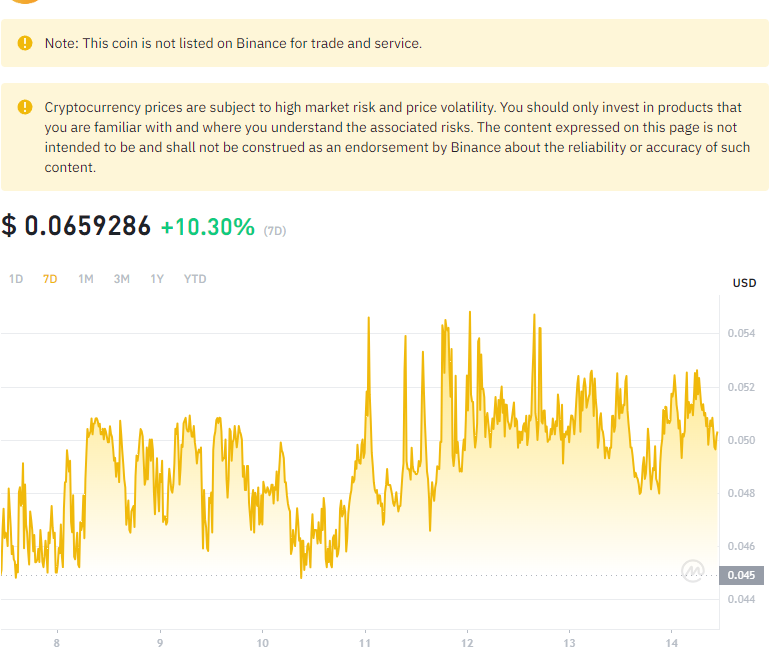 Note: This coin is not listed on Binance for trade and service.
Cryptocurrency prices are subject to high market risk and price volatility. You should only invest in products that
you are familiar with and where you understand the associated risks. The content expressed on this page is not
intended to be and shall not be construed as an endorsement by Binance about the reliability or accuracy of such
content.
$ 0.0659286 +10.30% (7D)
1D 7D 1M 3M 1Y YTD
USD
0.054
0.052
0.050
0.048
0.046
0.045
0.044
8 9 10 11 12 13 14